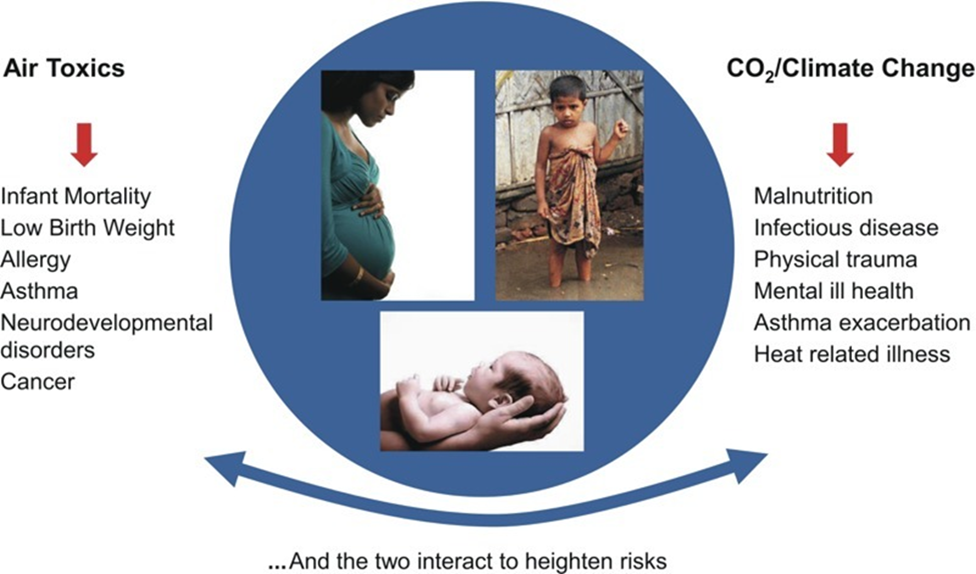 Air Toxics
Infant Mortality
Low Birth Weight
Allergy
Asthma
Neurodevelopmental
disorders
Cancer
CO₂/Climate Change
Malnutrition
Infectious disease
Physical trauma
Mental ill health
Asthma exacerbation
Heat related illness
...And the two interact to heighten risks